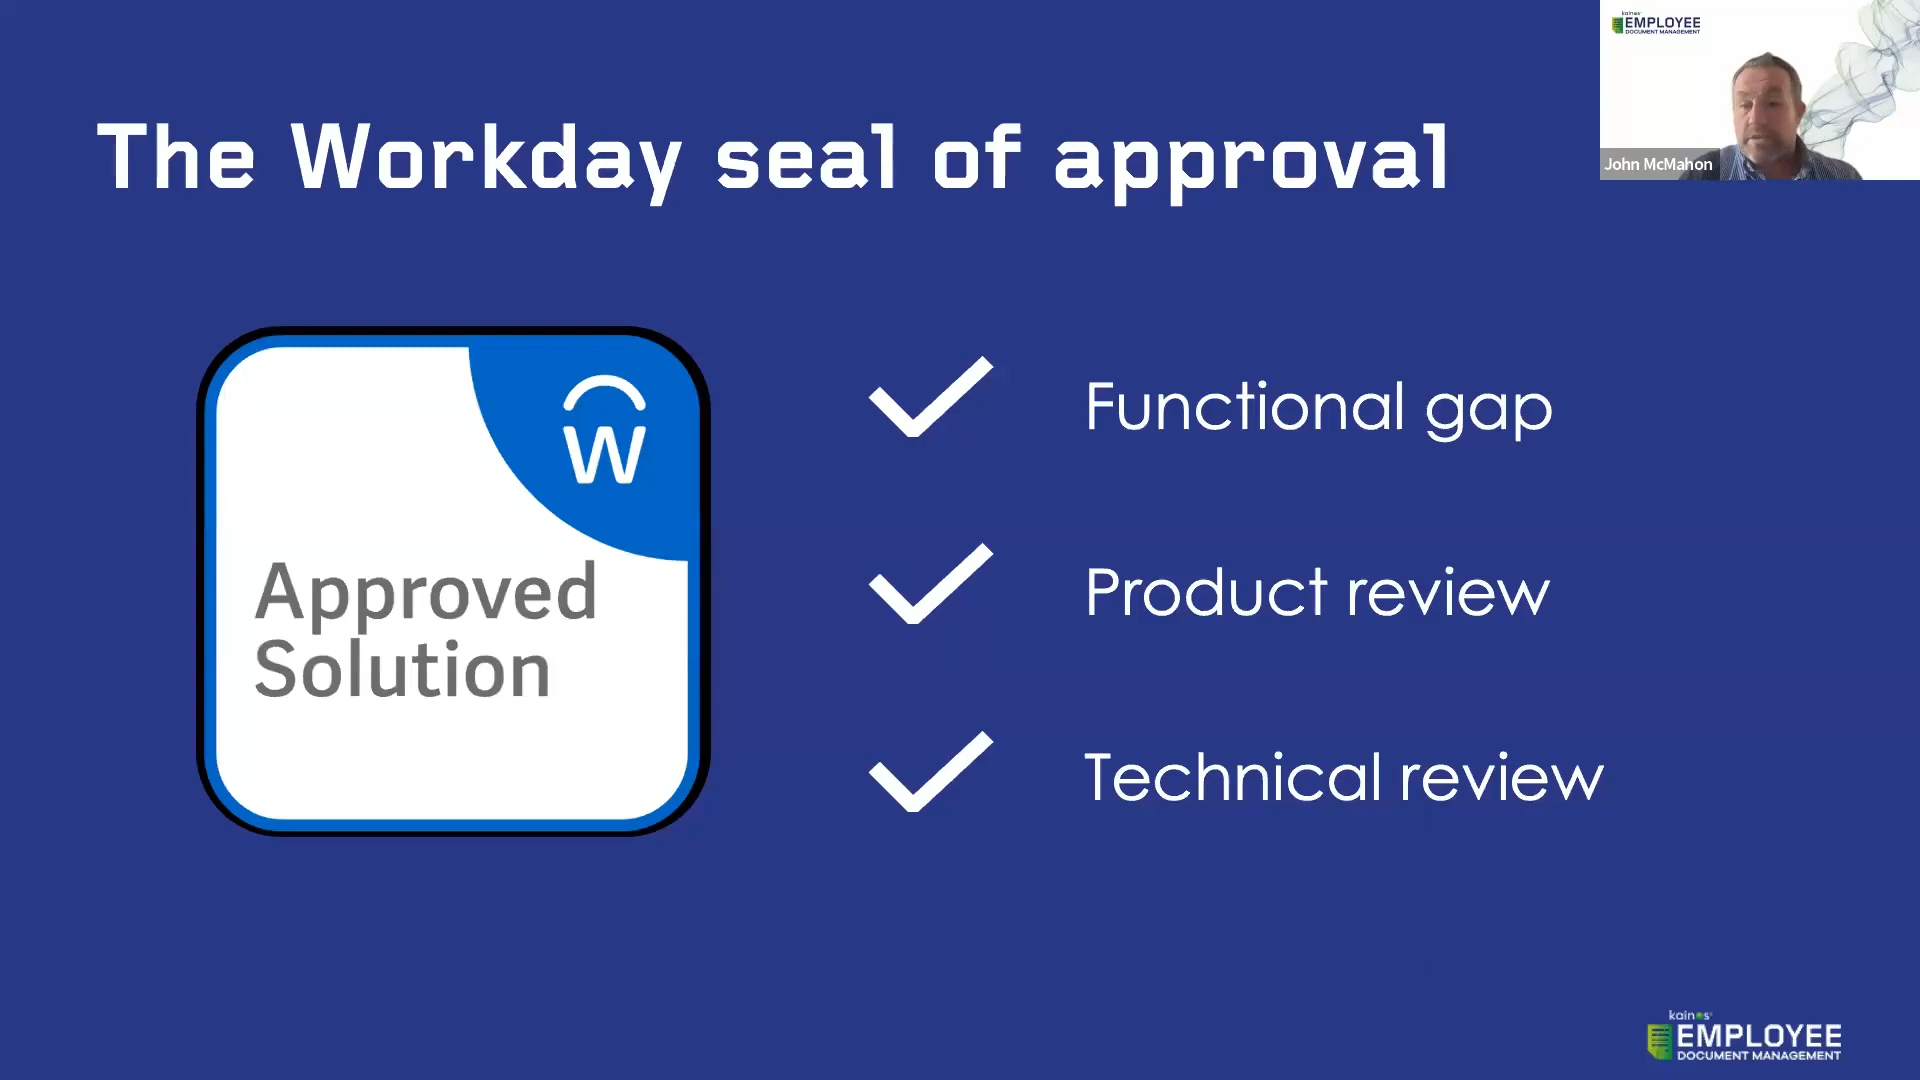 kainos
EMPLOYEE
DOCUMENT MANAGEMENT
John McMahon
The Workday seal of approval
W
Approved
Solution
Functional gap
Product review
Technical review
kainos
EMPLOYEE
DOCUMENT MANAGEMENT